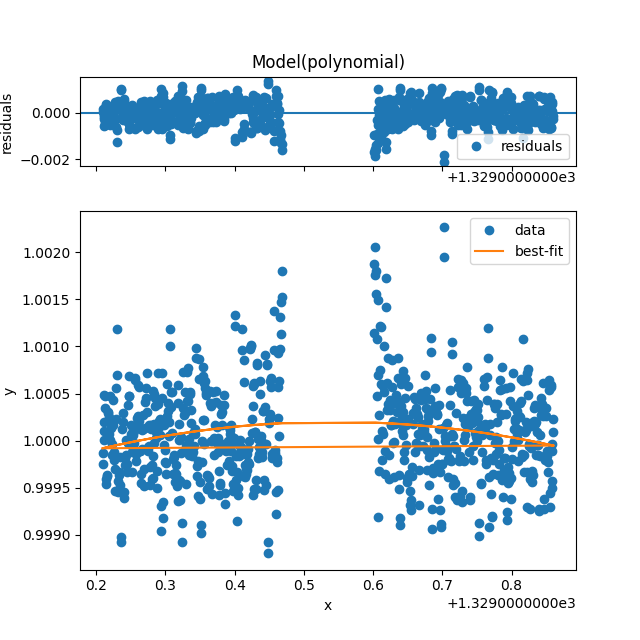 Model(polynomial)
residuals
0.000
−0.002
residuals
+1.3290000000e3
y
1.0020
1.0015
1.0010
1.0005
1.0000
0.9995
0.9990
data
best-fit
0.2 0.3 0.4 0.5 0.6 0.7 0.8
x
+1.3290000000e3